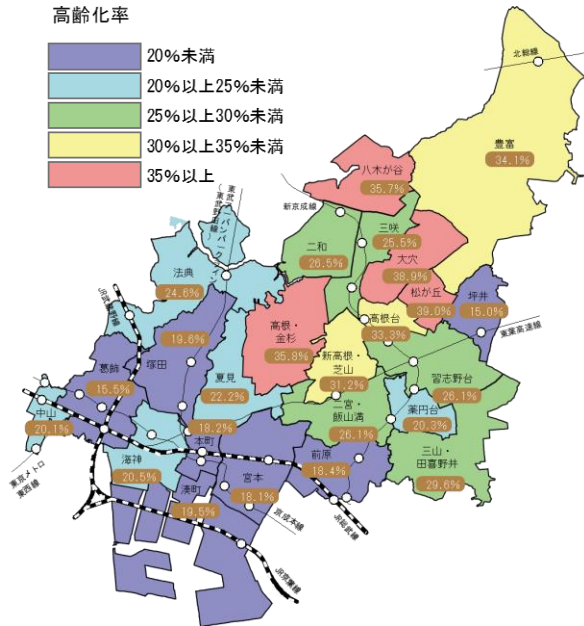 高齢化率
20%未満
20%以上25%未満
25%以上30%未満
30%以上35%未満
35%以上
北総線
豊富
34.1%
八木が谷
35.7%
新京成線
三咲
25.5%
二和
26.5%
大穴
38.9%
松が丘
39.0%
坪井
15.0%
東葉高速線
東武アーバンパークライン
(東武野田線)
法典
24.6%
JR武蔵野線
高根・
金杉
35.8%
高根台
33.3%
新高根・
芝山
31.2%
習志野台
26.1%
19.6%
塚田
夏見
22.2%
葛飾
15.5%
中山
20.1%
二宮・
飯山満
26.1%
薬円台
20.3%
三山・
田喜野井
29.6%
18.2%
本町
海神
20.5%
湊町
19.5%
宮本
18.1%
前原
18.4%
東京メトロ
東西線
京成本線
JR総武線
JR京葉線